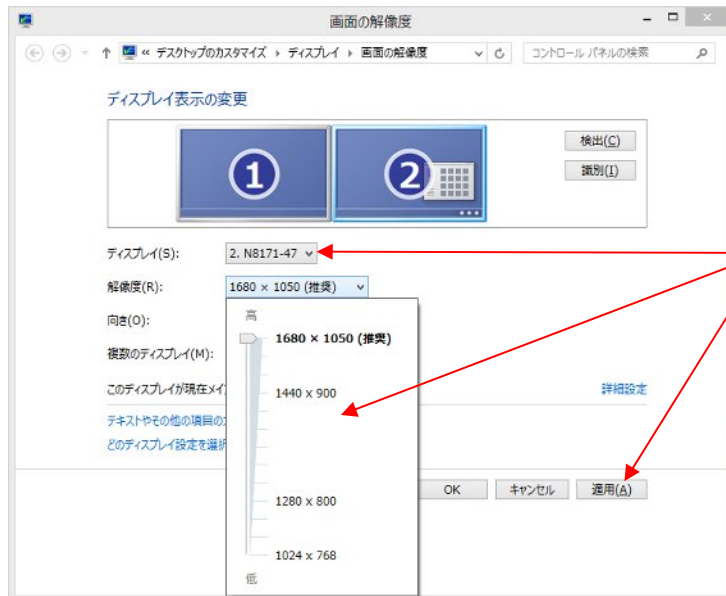 画面の解像度
« デスクトップのカスタマイズ ▸ ディスプレイ ▸ 画面の解像度
コントロール パネルの検索
ディスプレイ表示の変更
1
2
検出(C)
識別(I)
ディスプレイ(S):
2. N8171-47
解像度(R):
1680 × 1050 (推奨)
向き(O):
高
1680 × 1050 (推奨)
複数のディスプレイ(M):
このディスプレイが現在メイ
1440 x 900
詳細設定
テキストやその他の項目の
どのディスプレイ設定を選択
OK
キャンセル
適用(A)
1280 x 800
1024 x 768
低